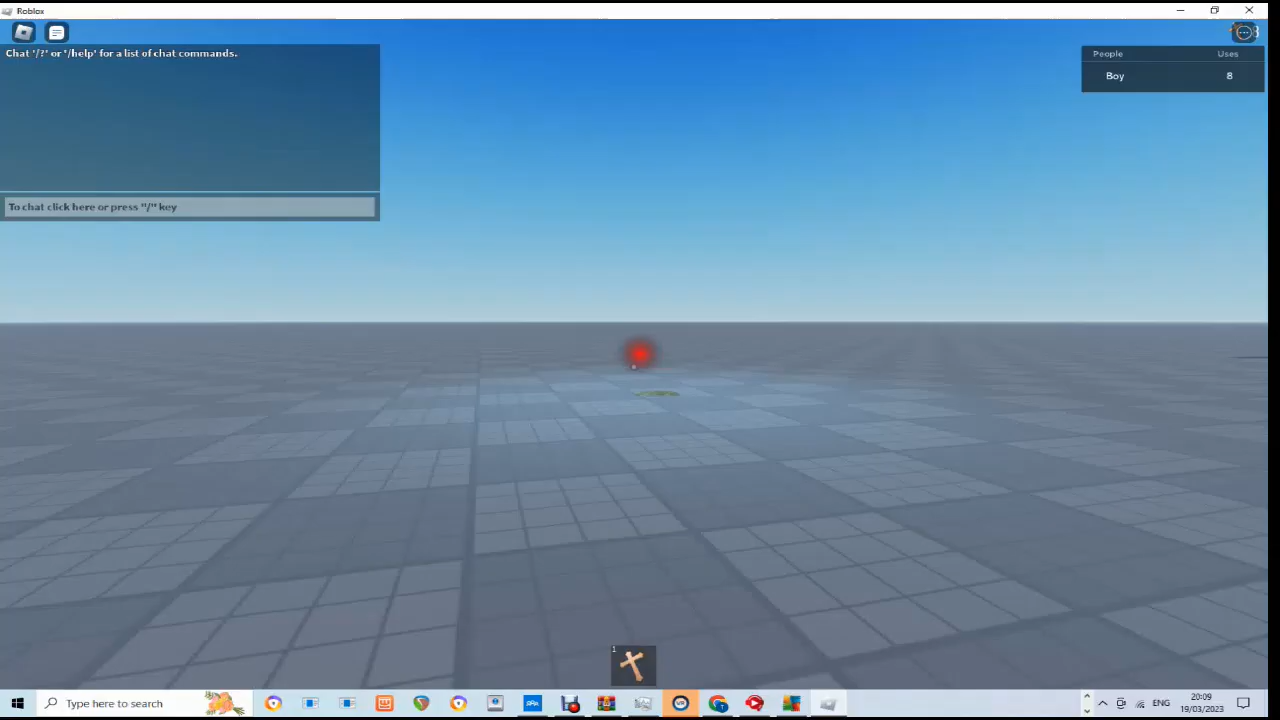 Roblox
Chat '/?' or '/help' for a list of chat commands.
To chat click here or press "/" key
People Uses
Boy 8
1
Type here to search
ENG
20:09
19/03/2023